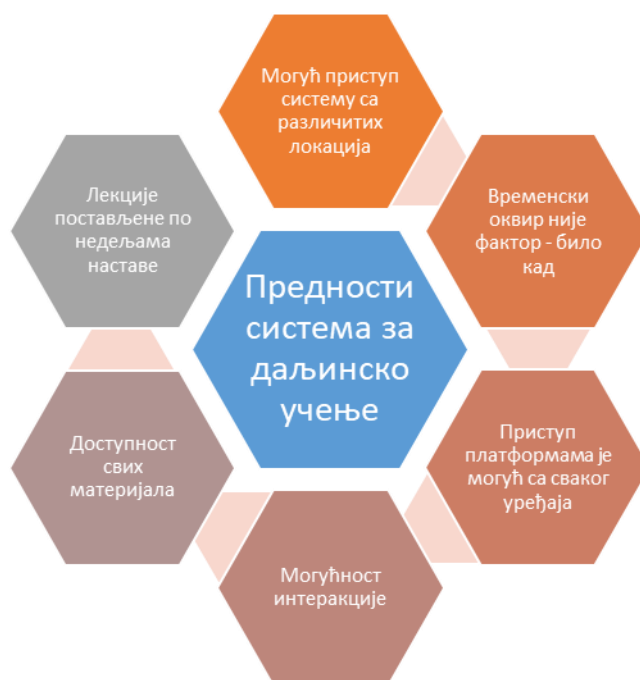 Могућ приступ
систему са
различитих
локација
Временски
оквир није
фактор - било
кад
Приступ
платформама је
могућ са сваког
уређаја
Могућност
интеракције
Доступност
свих
материјала
Лекције
постављене по
недељама
наставе
Предности
система за
даљинско
учење